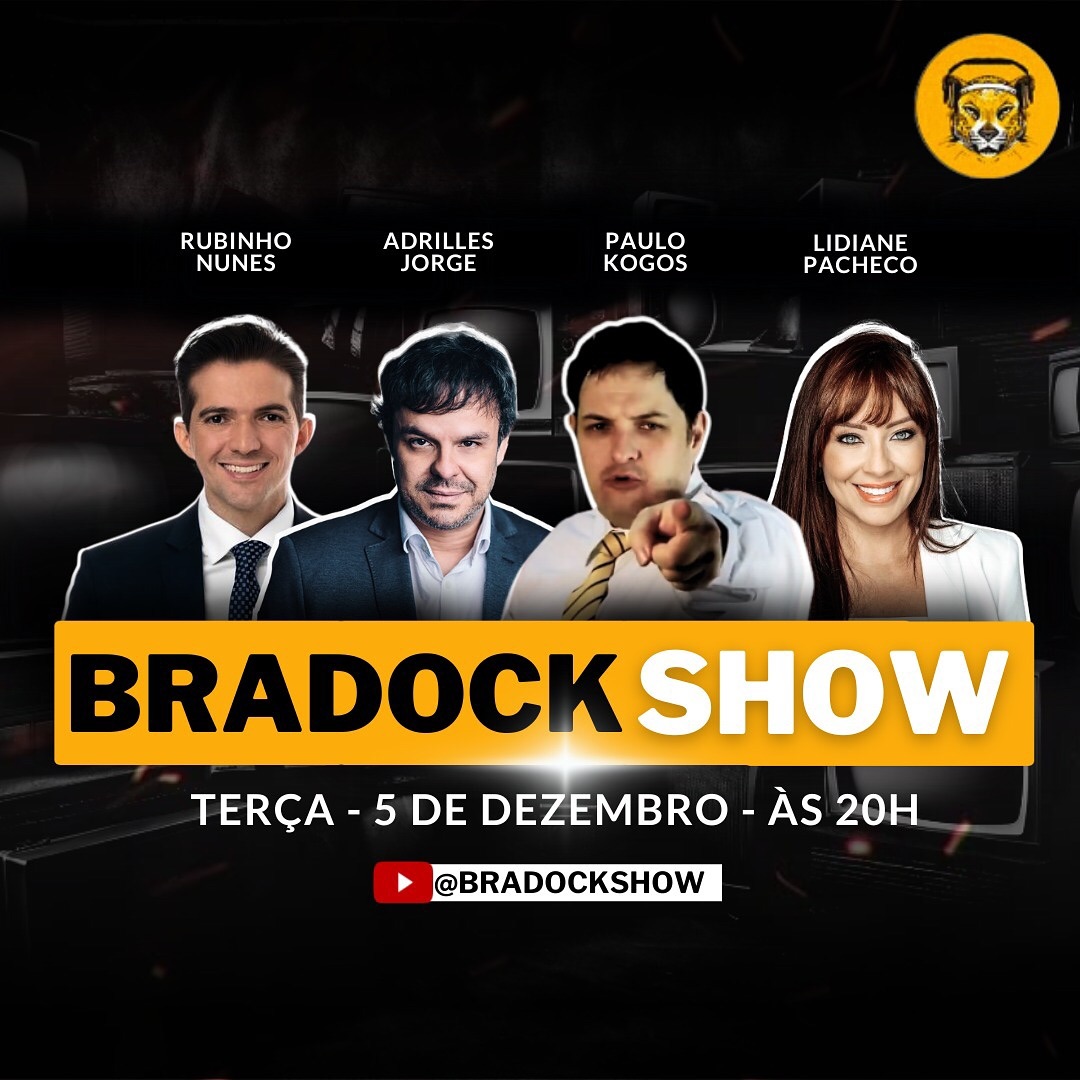 RUBINHO
NUNES
ADRILLES
JORGE
PAULO
KOGOS
LIDIANE
PACHECO
BRADOCK SHOW
TERÇA - 5 DE DEZEMBRO - ÀS 20H
@BRADOCKSHOW